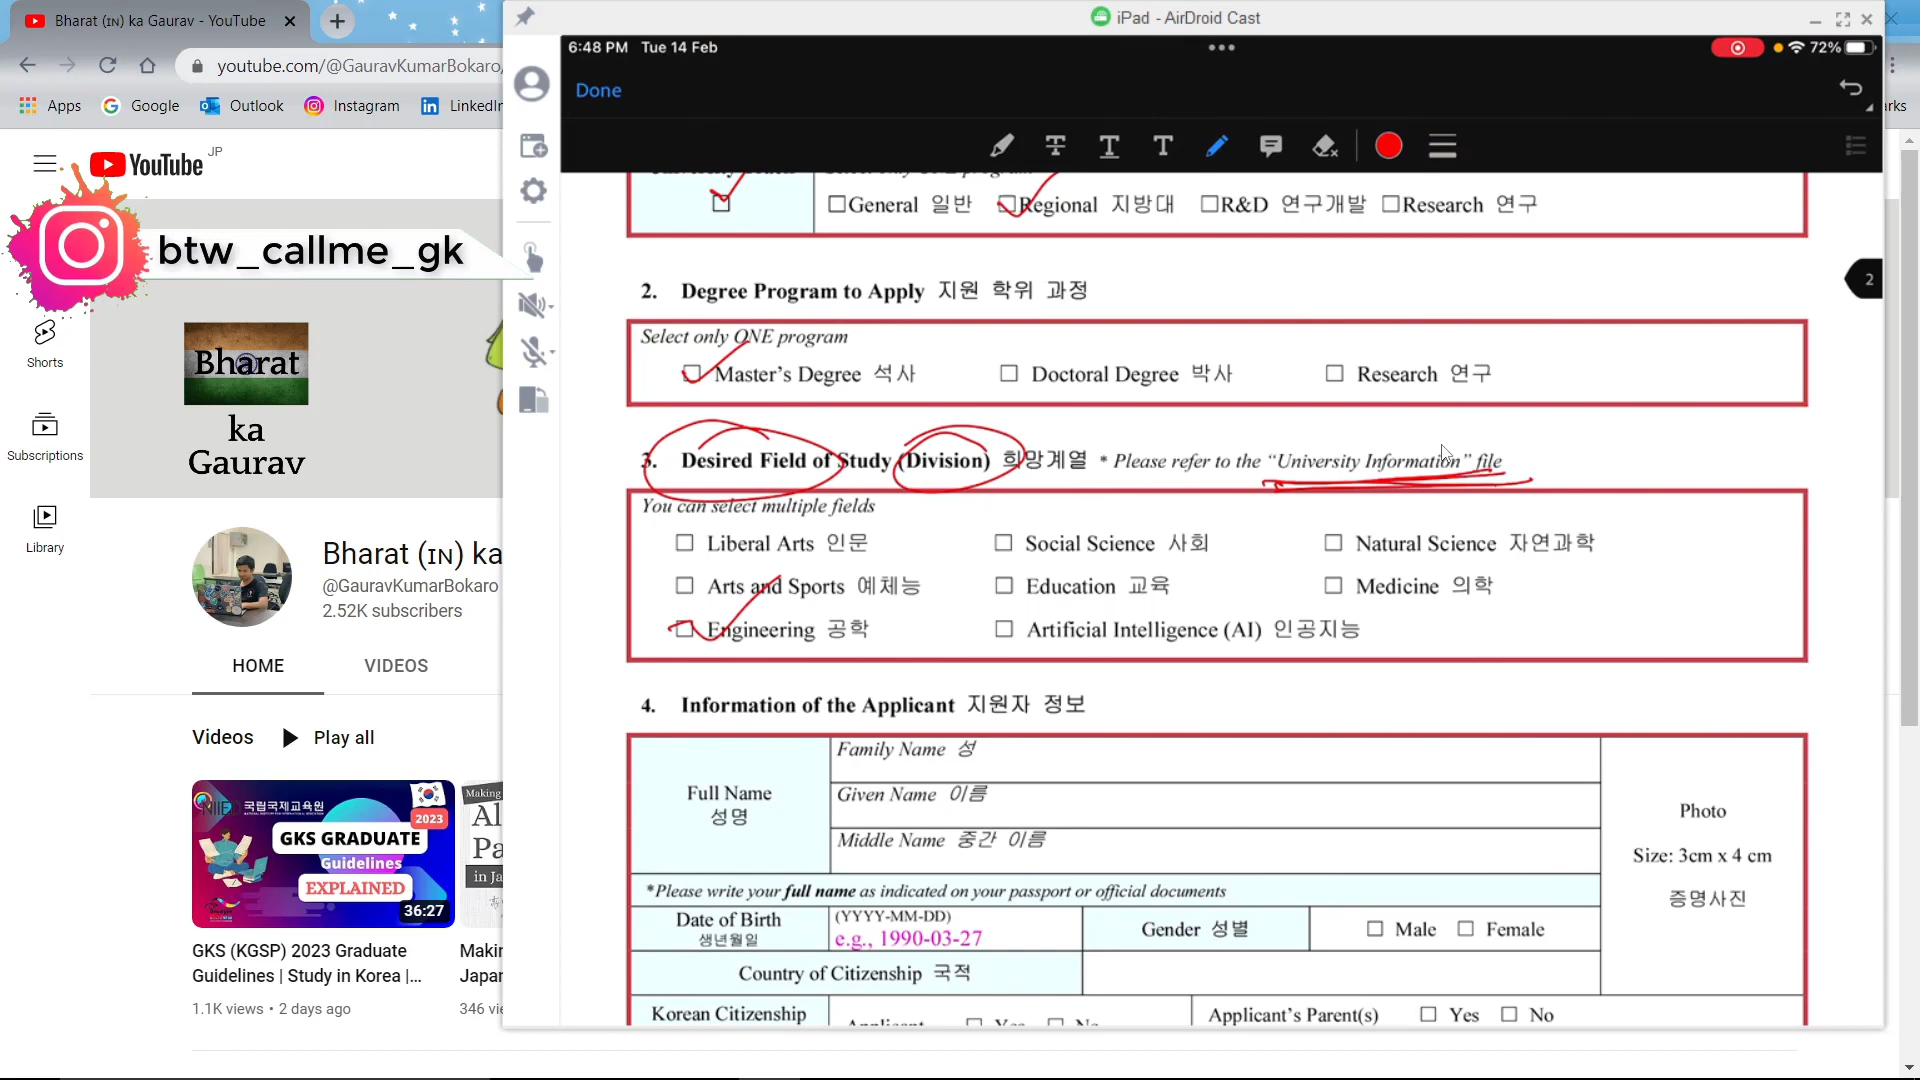 Bharat (IN) ka Gaurav - YouTube
youtube.com/@GauravKumarBokaro
Apps
Google
Outlook
Instagram
LinkedIn
YouTube JP
btw_callme_gk
Shorts
Subscriptions
Library
Bharat
ka
Gaurav
Bharat (IN) ka
@GauravKumarBokaro
2.52K subscribers
HOME
VIDEOS
Videos
Play all
NIIED 국립국제교육원
2023
GKS GRADUATE
Guidelines
EXPLAINED
36:27
GKS (KGSP) 2023 Graduate
Guidelines | Study in Korea |...
1.1K views • 2 days ago
Making
in Ja
Japan
iPad - AirDroid Cast
6:48 PM Tue 14 Feb
72%
Done
□General 일반 □Regional 지방대 □R&D 연구개발 □Research 연구
2
2. Degree Program to Apply 지원 학위 과정
Select only ONE program
□ Master's Degree 석사 □ Doctoral Degree 박사 □ Research 연구
3. Desired Field of Study (Division) 희망계열 * Please refer to the "University Information" file
You can select multiple fields
□ Liberal Arts 인문 □ Social Science 사회 □ Natural Science 자연과학
□ Arts and Sports 예체능 □ Education 교육 □ Medicine 의학
□ Engineering 공학 □ Artificial Intelligence (AI) 인공지능
4. Information of the Applicant 지원자 정보
Full Name
성명
Family Name 성
Given Name 이름
Middle Name 중간 이름
Photo
Size: 3cm x 4 cm
증명사진
*Please write your full name as indicated on your passport or official documents
Date of Birth
생년월일
(YYYY-MM-DD)
e.g., 1990-03-27
Gender 성별
□ Male □ Female
Country of Citizenship 국적
Korean Citizenship
Applicant □ Yes □ No
Applicant's Parent(s) □ Yes □ No